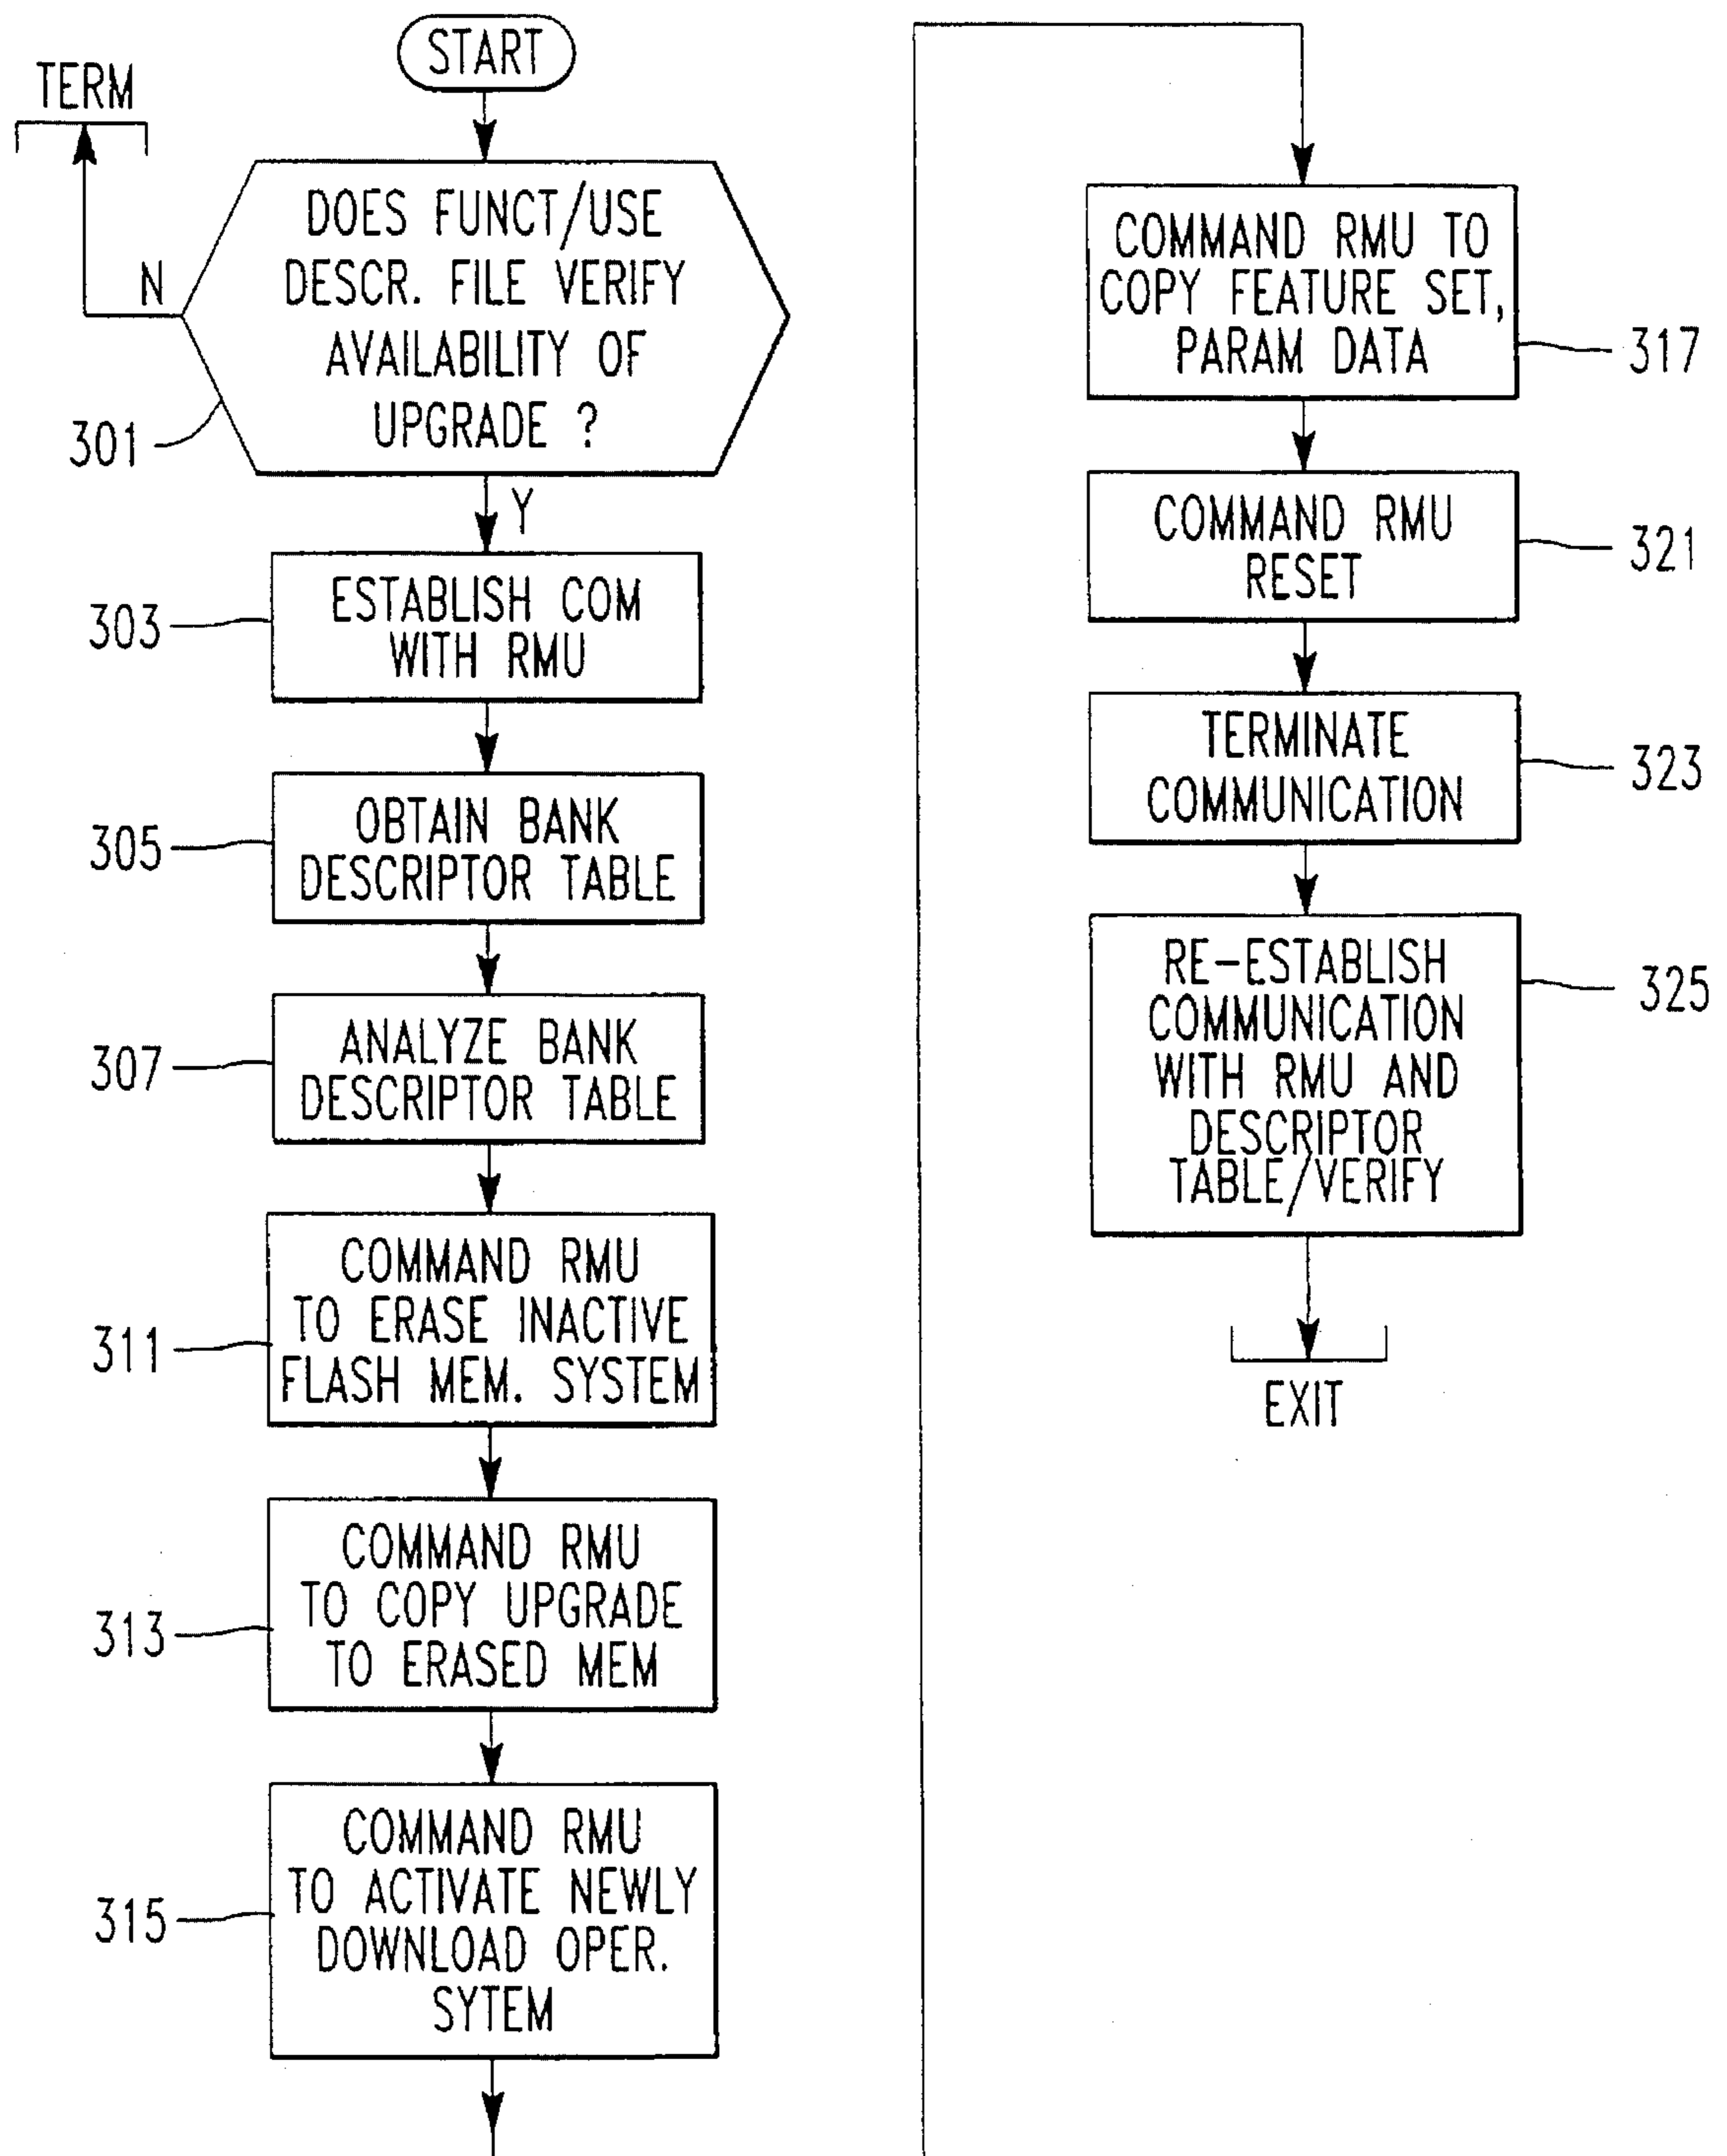 START
TERM
DOES FUNCT/USE
DESCR. FILE VERIFY
AVAILABILITY OF
UPGRADE ?
N
301
Y
ESTABLISH COM
WITH RMU
303
OBTAIN BANK
DESCRIPTOR TABLE
305
ANALYZE BANK
DESCRIPTOR TABLE
307
COMMAND RMU
TO ERASE INACTIVE
FLASH MEM. SYSTEM
311
COMMAND RMU
TO COPY UPGRADE
TO ERASED MEM
313
COMMAND RMU
TO ACTIVATE NEWLY
DOWNLOAD OPER.
SYTEM
315
COMMAND RMU TO
COPY FEATURE SET,
PARAM DATA
317
COMMAND RMU
RESET
321
TERMINATE
COMMUNICATION
323
RE-ESTABLISH
COMMUNICATION
WITH RMU AND
DESCRIPTOR
TABLE/VERIFY
325
EXIT